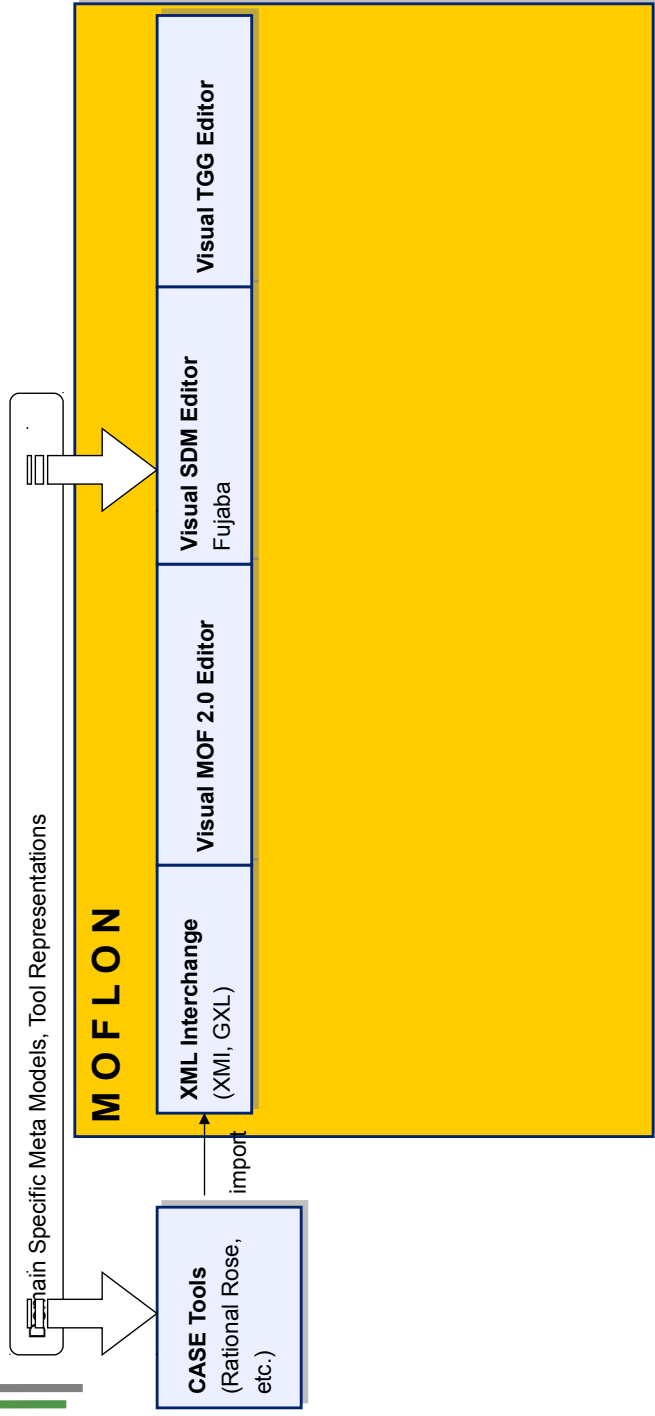 Domain Specific Meta Models, Tool Representations
MOFLON
CASE Tools
(Rational Rose,
etc.)
import
XML Interchange
(XMI, GXL)
Visual MOF 2.0 Editor
Visual SDM Editor
Fujaba
Visual TGG Editor